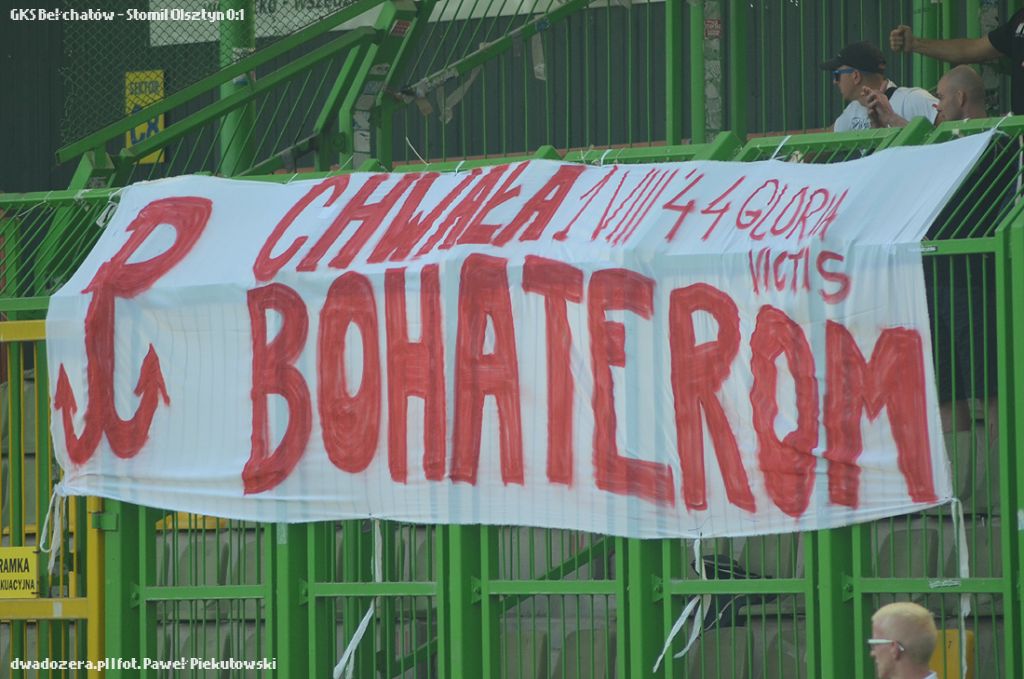 GKS Bełchatów - Stomil Olsztyn 0:1
SEKTOR
CHWAŁA 1 VIII '44 GLORIA
VICTIS
BOHATEROM
RAMKA
KUACYJNA
dwadozera.pl | fot. Paweł Piekutowski